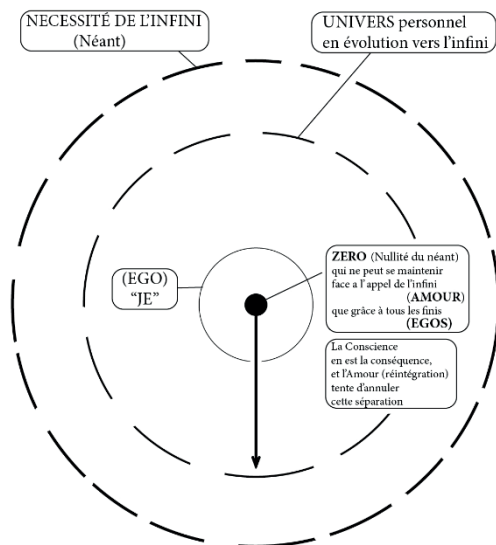 NECESSITÉ DE L'INFINI
(Néant)
UNIVERS personnel
en évolution vers l'infini
(EGO)
"JE"
ZERO (Nullité du néant)
qui ne peut se maintenir
face a l'appel de l'infini
(AMOUR)
que grâce à tous les finis
(EGOS)
La Conscience
en est la conséquence,
et l'Amour (réintégration)
tente d'annuler
cette séparation